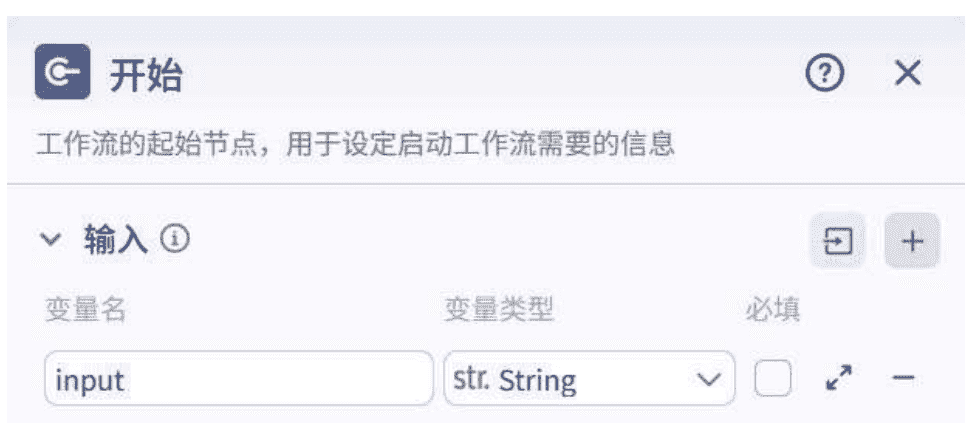 开始
工作流的起始节点，用于设定启动工作流需要的信息
输入
变量名 变量类型 必填
input str. String